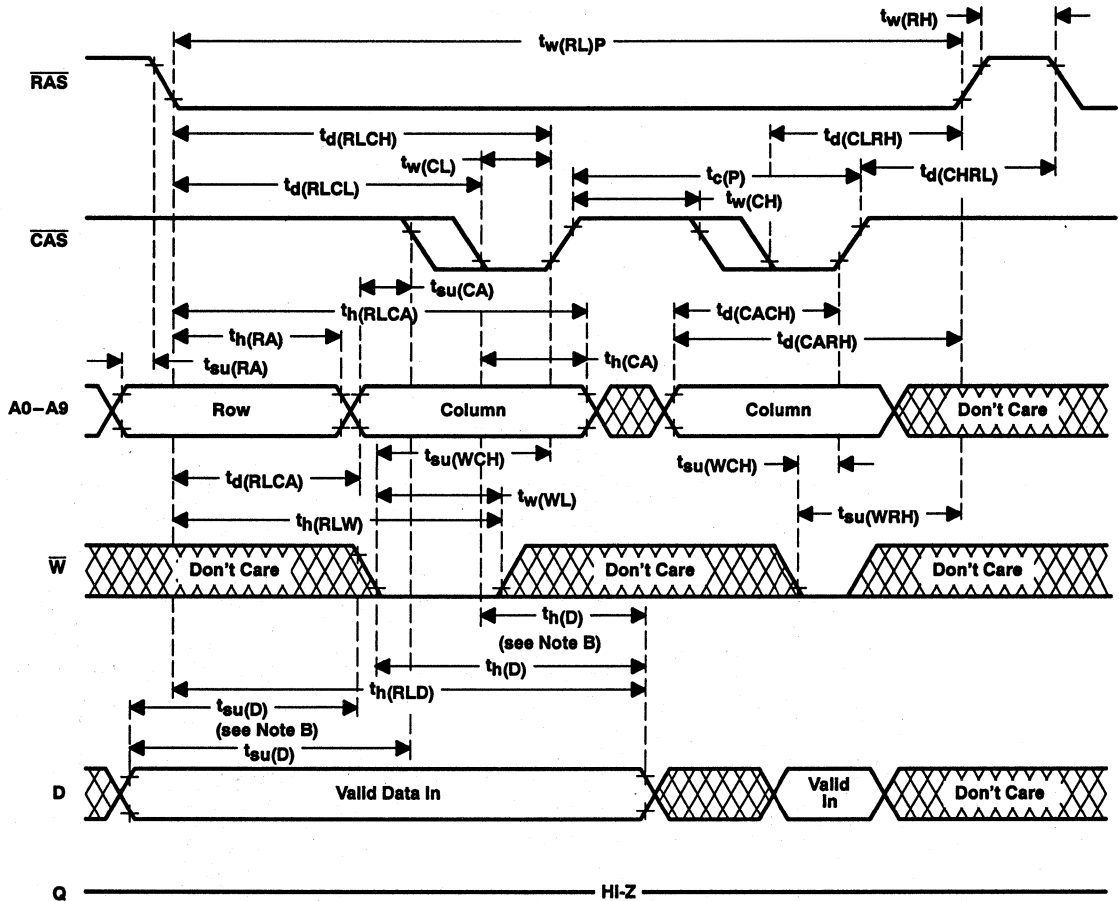 tw(RH)
tw(RL)P
RAS
td(RLCH)
td(CLRH)
tw(CL)
tc(P)
td(CHRL)
td(RLCL)
tw(CH)
CAS
tsu(CA)
th(RLCA)
td(CACH)
th(RA)
td(CARH)
tsu(RA)
th(CA)
A0–A9
Row
Column
Column
Don't Care
tsu(WCH)
tsu(WCH)
td(RLCA)
tw(WL)
th(RLW)
tsu(WRH)
W
Don't Care
Don't Care
Don't Care
th(D)
(see Note B)
th(D)
th(RLD)
tsu(D)
(see Note B)
tsu(D)
D
Valid Data In
Valid
In
Don't Care
Q
HI-Z